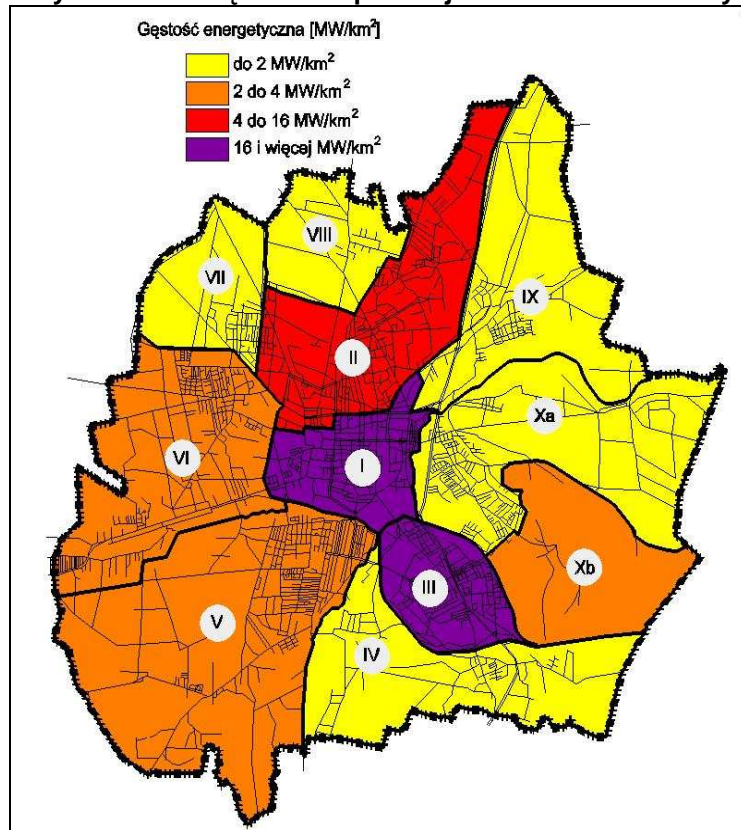 Gęstość energetyczna [MW/km²]
do 2 MW/km²
2 do 4 MW/km²
4 do 16 MW/km²
16 i więcej MW/km²
VIII
VII
IX
II
Xa
VI
I
Xb
III
V
IV